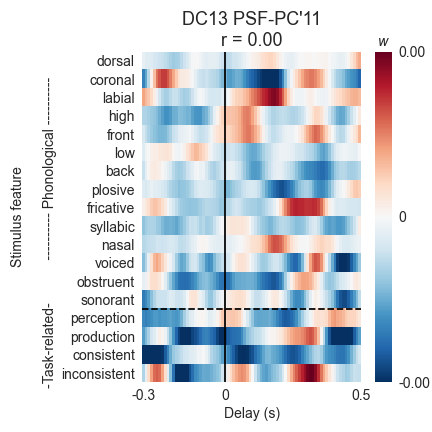 DC13 PSF-PC'11
r = 0.00
w
dorsal
coronal
labial
high
front
low
back
plosive
fricative
syllabic
nasal
voiced
obstruent
sonorant
perception
production
consistent
inconsistent
Stimulus feature
-Task-related- ----------- Phonological -----------
0.00
0
-0.00
-0.3 0 0.5
Delay (s)